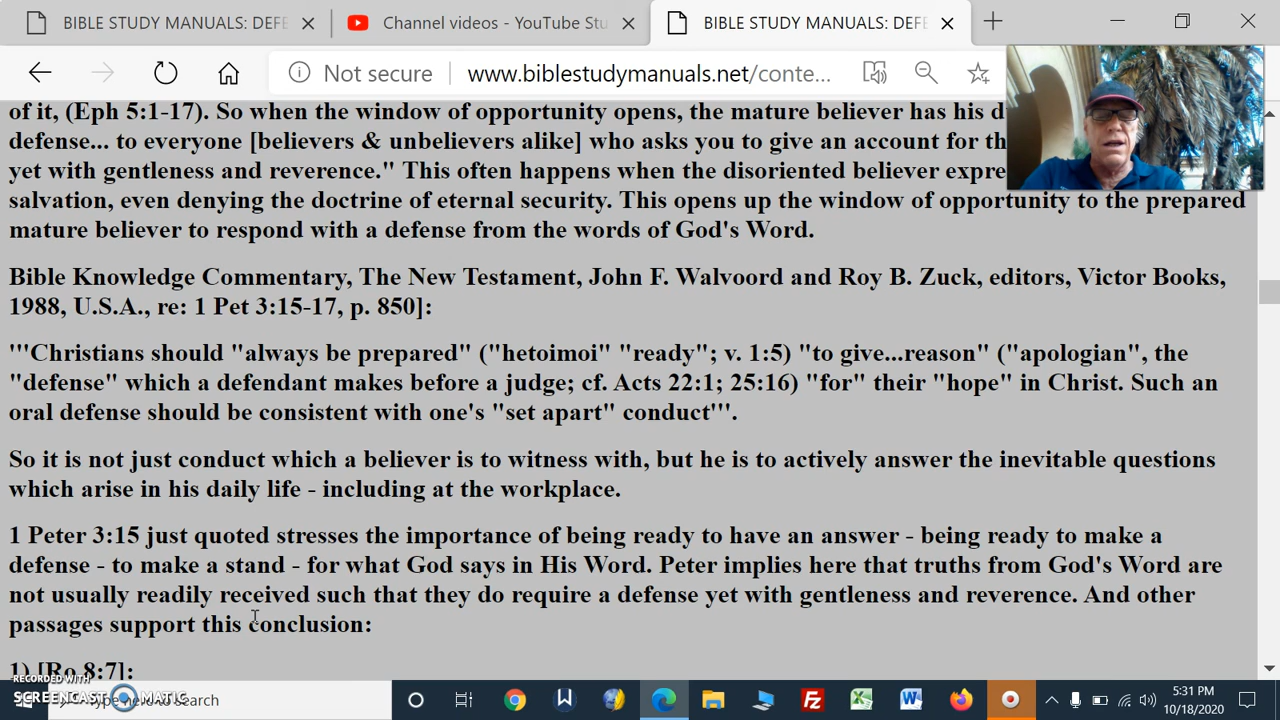 BIBLE STUDY MANUALS: DEFE
Channel videos - YouTube Stu
BIBLE STUDY MANUALS: DEFE
Not secure
www.biblestudymanuals.net/conte...
of it, (Eph 5:1-17). So when the window of opportunity opens, the mature believer has his d
defense... to everyone [believers & unbelievers alike] who asks you to give an account for th
yet with gentleness and reverence." This often happens when the disoriented believer expre
salvation, even denying the doctrine of eternal security. This opens up the window of opportunity to the prepared
mature believer to respond with a defense from the words of God's Word.
Bible Knowledge Commentary, The New Testament, John F. Walvoord and Roy B. Zuck, editors, Victor Books,
1988, U.S.A., re: 1 Pet 3:15-17, p. 850]:
'"Christians should "always be prepared" ("hetoimoi" "ready"; v. 1:5) "to give...reason" ("apologian", the
"defense" which a defendant makes before a judge; cf. Acts 22:1; 25:16) "for" their "hope" in Christ. Such an
oral defense should be consistent with one's "set apart" conduct"'.
So it is not just conduct which a believer is to witness with, but he is to actively answer the inevitable questions
which arise in his daily life - including at the workplace.
1 Peter 3:15 just quoted stresses the importance of being ready to have an answer - being ready to make a
defense - to make a stand - for what God says in His Word. Peter implies here that truths from God's Word are
not usually readily received such that they do require a defense yet with gentleness and reverence. And other
passages support this conclusion:
1) [Ro 8:7]:
RECORDED WITH
SCREENCAST MATIC
Type here to search
5:31 PM
10/18/2020